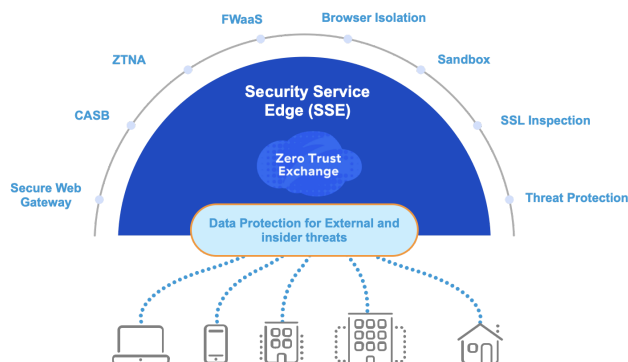 FWaaS
Browser Isolation
ZTNA
Sandbox
CASB
SSL Inspection
Secure Web
Gateway
Threat Protection
Security Service
Edge (SSE)
Zero Trust
Exchange
Data Protection for External and
insider threats